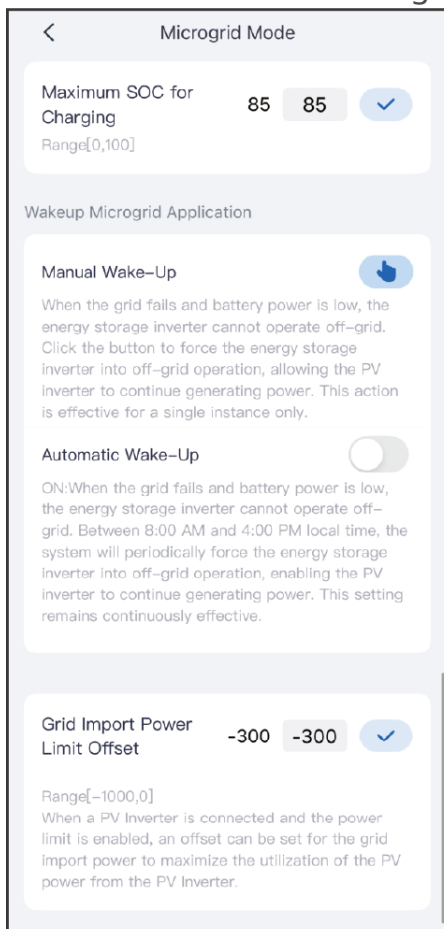 Microgrid Mode
Maximum SOC for
Charging
85 85
Range[0,100]
Wakeup Microgrid Application
Manual Wake-Up
When the grid fails and battery power is low, the
energy storage inverter cannot operate off-grid.
Click the button to force the energy storage
inverter into off-grid operation, allowing the PV
inverter to continue generating power. This action
is effective for a single instance only.
Automatic Wake-Up
ON:When the grid fails and battery power is low,
the energy storage inverter cannot operate off-
grid. Between 8:00 AM and 4:00 PM local time, the
system will periodically force the energy storage
inverter into off-grid operation, enabling the PV
inverter to continue generating power. This setting
remains continuously effective.
Grid Import Power
Limit Offset
-300 -300
Range[-1000,0]
When a PV Inverter is connected and the power
limit is enabled, an offset can be set for the grid
import power to maximize the utilization of the PV
power from the PV Inverter.